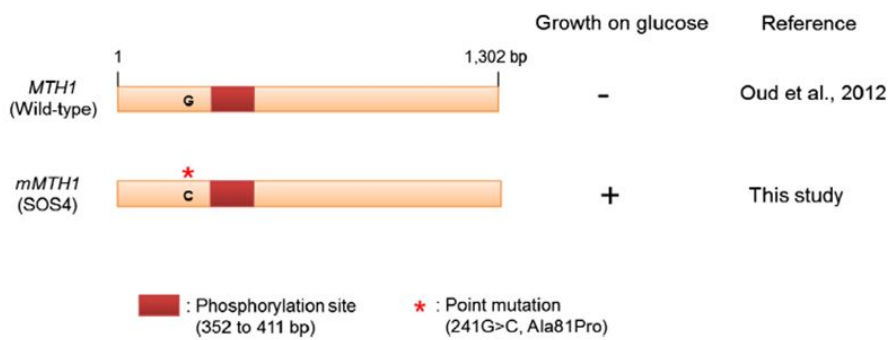 Growth on glucose Reference
1 1,302 bp
MTH1
(Wild-type)
G
- Oud et al., 2012
*
mMTH1
(SOS4)
C
+ This study
: Phosphorylation site
(352 to 411 bp)
* : Point mutation
(241G>C, Ala81Pro)